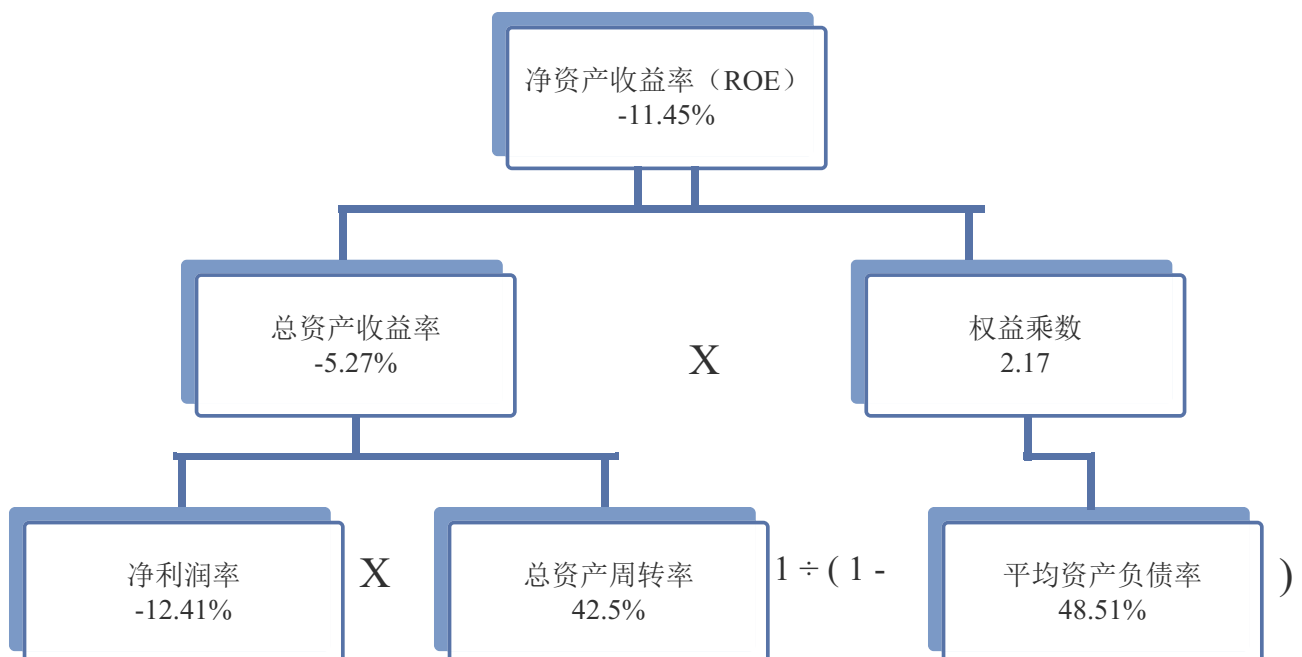 净资产收益率（ROE）
-11.45%
总资产收益率
-5.27%
X
权益乘数
2.17
净利润率
-12.41%
X
总资产周转率
42.5%
1 ÷ ( 1 -
平均资产负债率
48.51%
)